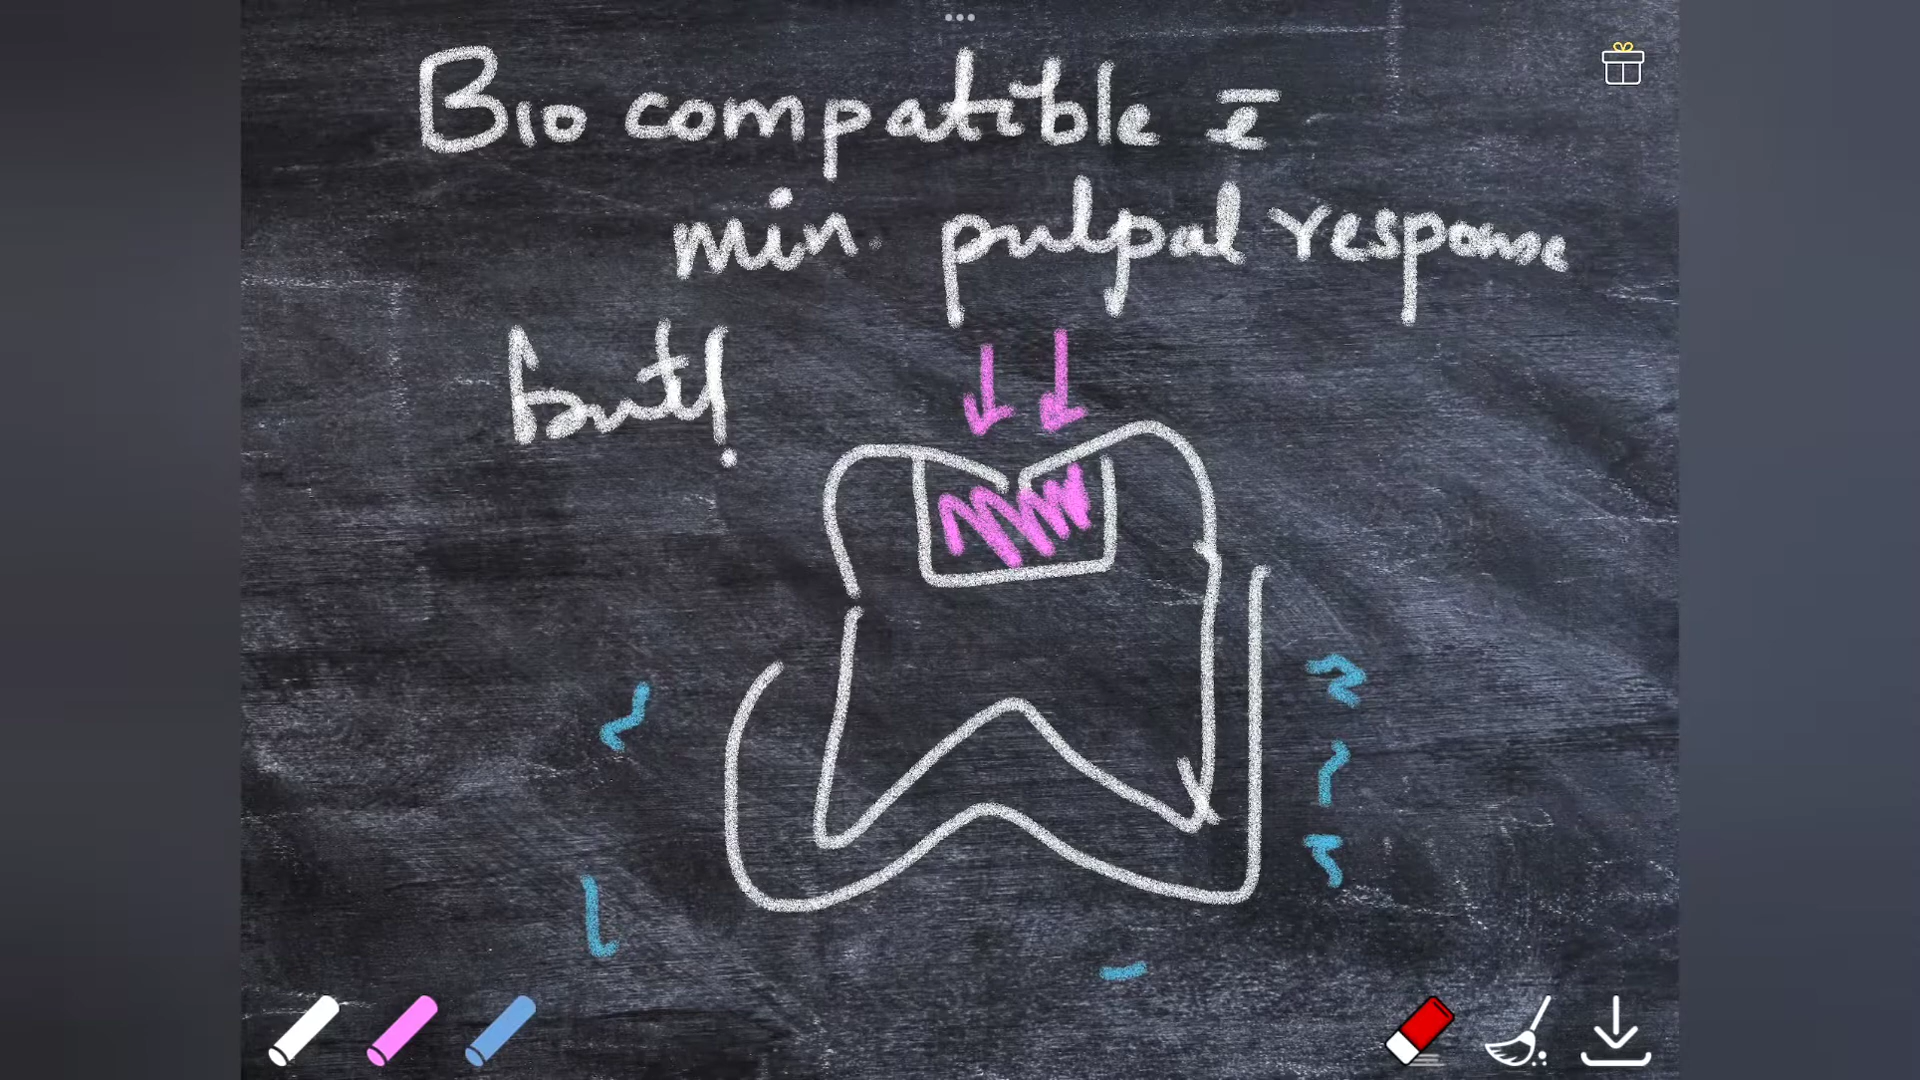 Bio compatible c̄
min. pulpal response
but!